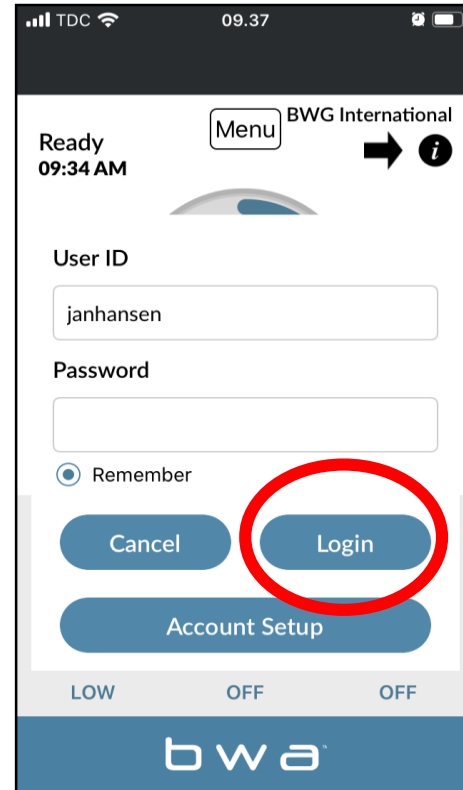 TDC 09.37
BWG International
Menu
Ready
09:34 AM
i
User ID
janhansen
Password
Remember
Cancel Login
Account Setup
LOW OFF OFF
bwa™